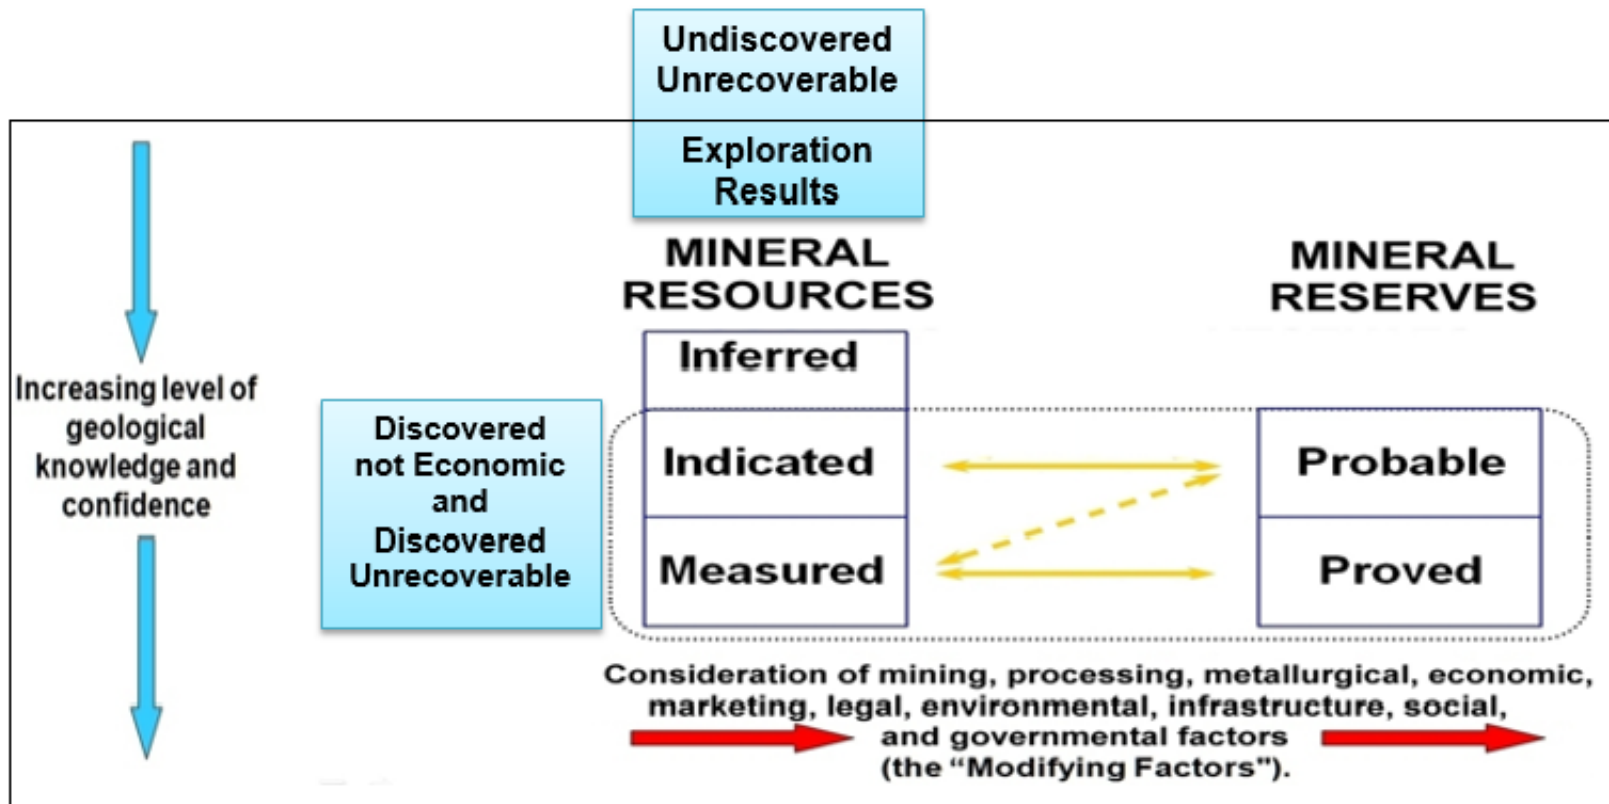 Undiscovered
Unrecoverable
Exploration
Results
MINERAL
RESOURCES
MINERAL
RESERVES
Increasing level of
geological
knowledge and
confidence
Discovered
not Economic
and
Discovered
Unrecoverable
Inferred
Indicated
Measured
Probable
Proved
Consideration of mining, processing, metallurgical, economic,
marketing, legal, environmental, infrastructure, social,
and governmental factors
(the “Modifying Factors").